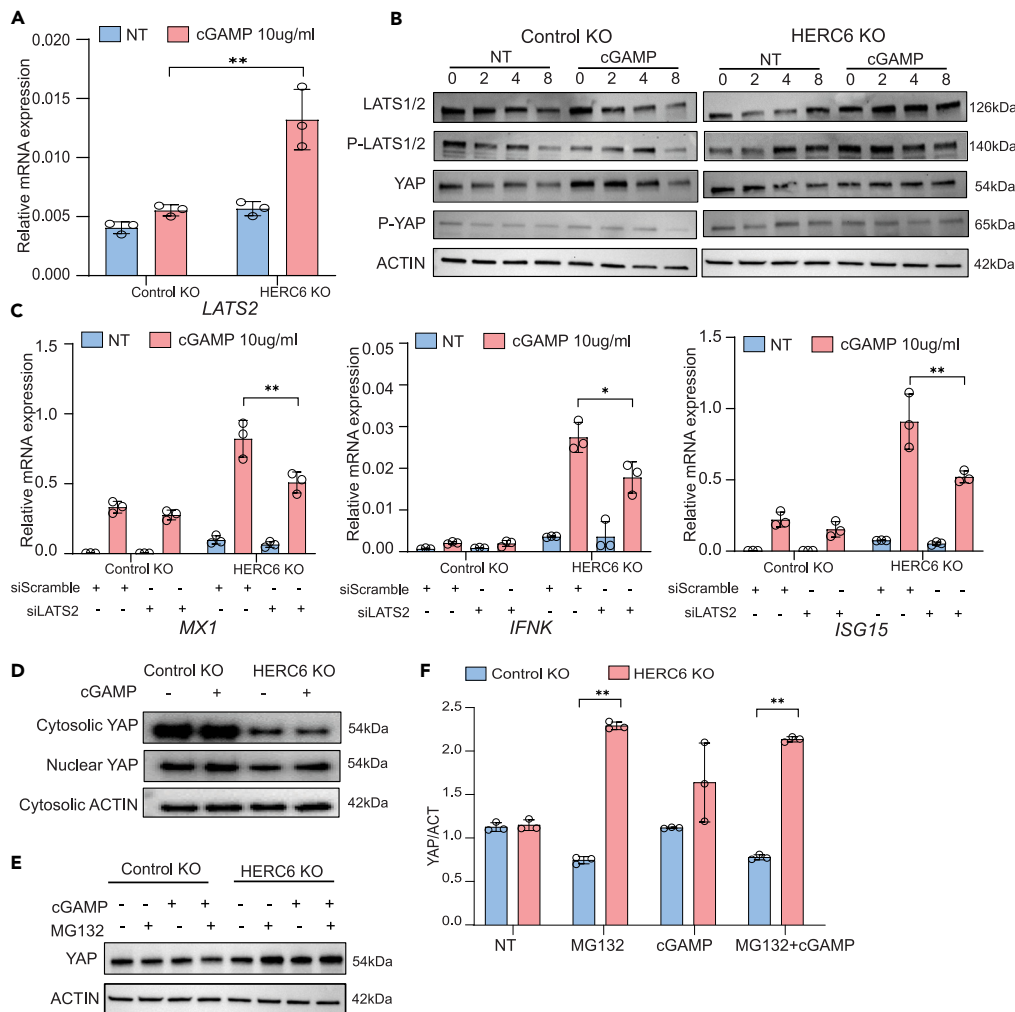 A
NT cGAMP 10ug/ml
Relative mRNA expression
0.020
0.015
0.010
0.005
0.000
**
Control KO HERC6 KO
LATS2
B
Control KO HERC6 KO
NT cGAMP NT cGAMP
0 2 4 8 0 2 4 8 0 2 4 8 0 2 4 8
LATS1/2 126kDa
P-LATS1/2 140kDa
YAP 54kDa
P-YAP 65kDa
ACTIN 42kDa
C
NT cGAMP 10ug/ml
Relative mRNA expression
1.5
1.0
0.5
0.0
**
Control KO HERC6 KO
siScramble + + - - + + - -
siLATS2 - - + + - - + +
MX1
NT cGAMP 10ug/ml
Relative mRNA expression
0.05
0.04
0.03
0.02
0.01
0.00
*
Control KO HERC6 KO
siScramble + + - - + + - -
siLATS2 - - + + - - + +
IFNK
NT cGAMP 10ug/ml
Relative mRNA expression
1.5
1.0
0.5
0.0
**
Control KO HERC6 KO
siScramble + + - - + + - -
siLATS2 - - + + - - + +
ISG15
D
Control KO HERC6 KO
cGAMP - + - +
Cytosolic YAP 54kDa
Nuclear YAP 54kDa
Cytosolic ACTIN 42kDa
E
Control KO HERC6 KO
cGAMP - - + + - - + +
MG132 - + - + - + - +
YAP 54kDa
ACTIN 42kDa
F
Control KO HERC6 KO
YAP/ACT
2.5
2.0
1.5
1.0
0.5
0.0
** **
NT MG132 cGAMP MG132+cGAMP